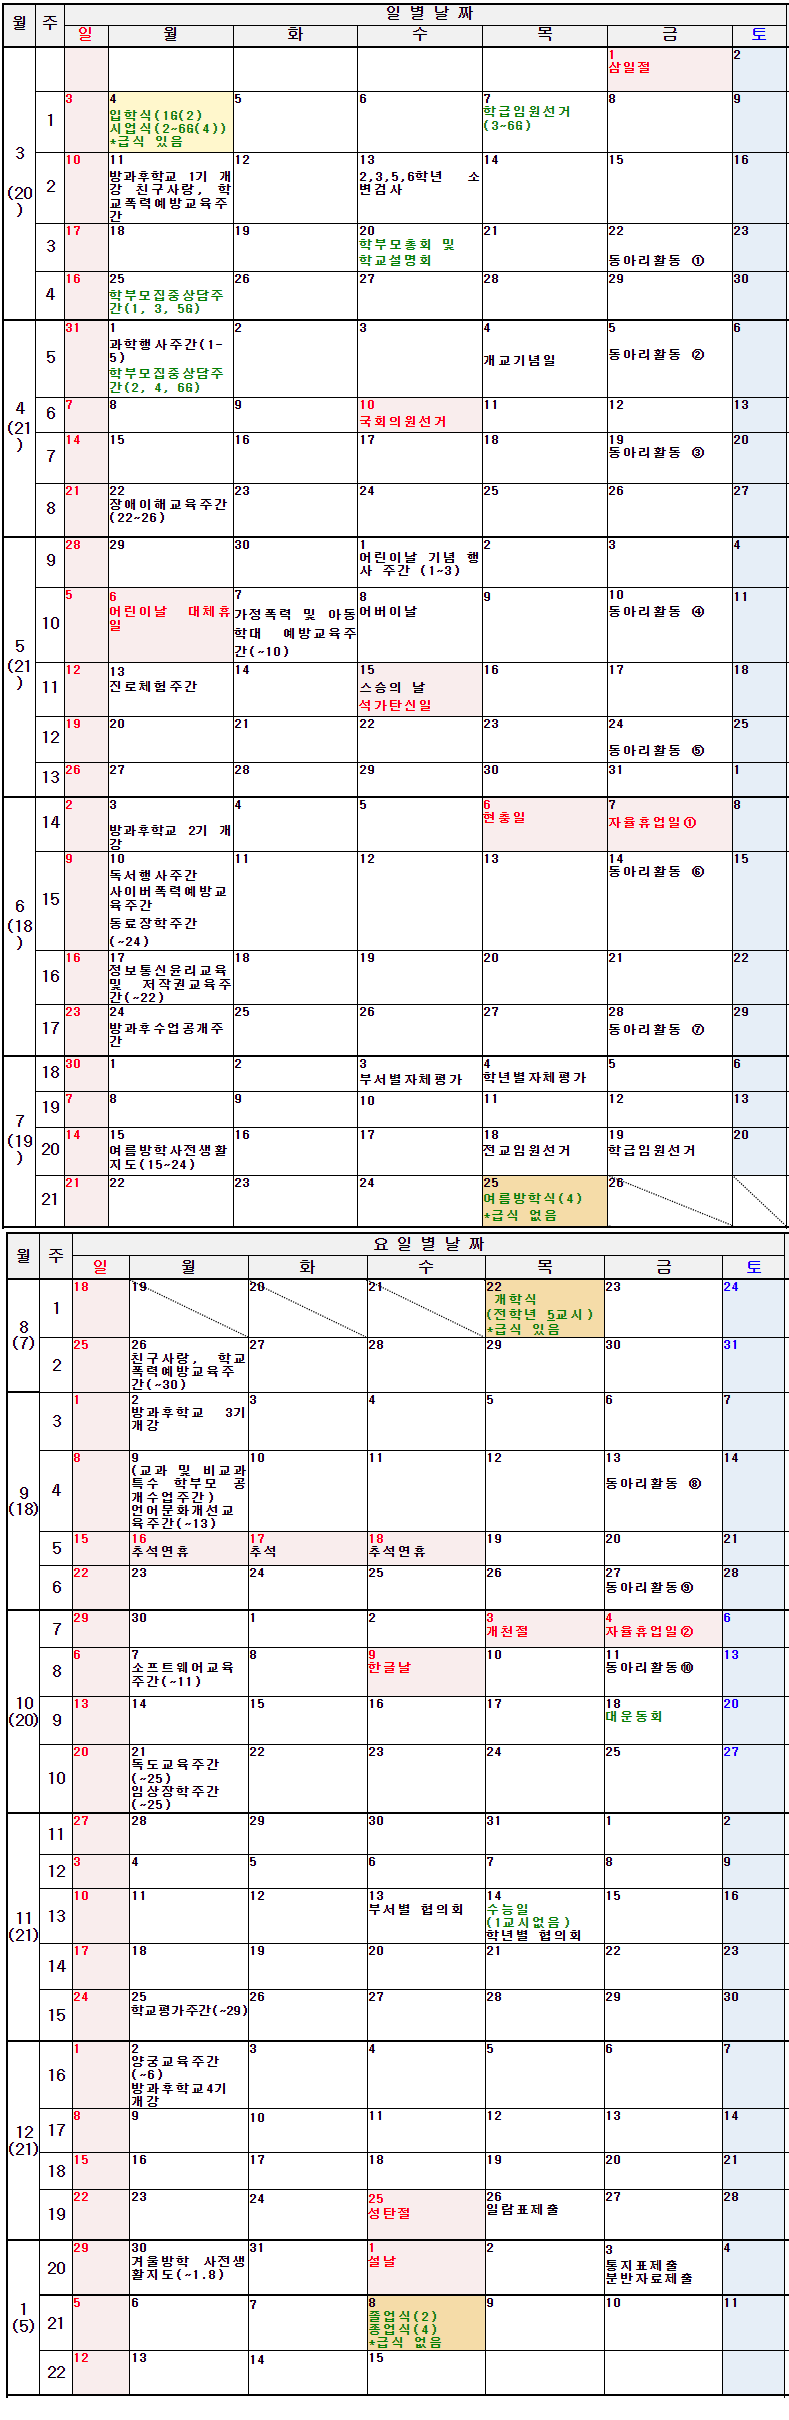 월 주 일 별 날 짜
일 월 화 수 목 금 토
1 2
삼일절
3
(20
)
1
3 4 5 6 7 8 9
입학식(1G(2)
시업식(2~6G(4))
*급식 있음
학급임원선거
(3~6G)
2
10 11 12 13 14 15 16
방과후학교 1기 개
강 친구사랑, 학
교폭력예방교육주
간
2,3,5,6학년 소
변검사
3
17 18 19 20 21 22 23
학부모총회 및
학교설명회
동아리활동 ①
4
16 25 26 27 28 29 30
학부모집중상담주
간(1, 3, 5G)
4
(21
)
5
31 1 2 3 4 5 6
과학행사주간(1-
5)
학부모집중상담주
간(2, 4, 6G)
개교기념일
동아리활동 ②
6
7 8 9 10 11 12 13
국회의원선거
7
14 15 16 17 18 19 20
동아리활동 ③
8
21 22 23 24 25 26 27
장애이해교육주간
(22~26)
5
(21
)
9
28 29 30 1 2 3 4
어린이날 기념 행
사 주간 (1~3)
10
5 6 7 8 9 10 11
어린이날 대체휴
일
가정폭력 및 아동
학대 예방교육주
간(~10)
어버이날
동아리활동 ④
11
12 13 14 15 16 17 18
진로체험주간
스승의 날
석가탄신일
12
19 20 21 22 23 24 25
동아리활동 ⑤
13
26 27 28 29 30 31 1
6
(18
)
14
2 3 4 5 6 7 8
방과후학교 2기 개
강
현충일
자율휴업일①
15
9 10 11 12 13 14 15
독서행사주간
사이버폭력예방교
육주간
동료장학주간
(~24)
동아리활동 ⑥
16
16 17 18 19 20 21 22
정보통신윤리교육
및 저작권교육주
간(~22)
17
23 24 25 26 27 28 29
방과후수업공개주
간
동아리활동 ⑦
7
(19
)
18
30 1 2 3 4 5 6
부서별자체평가
학년별자체평가
19
7 8 9 10 11 12 13
20
14 15 16 17 18 19 20
여름방학사전생활
지도(15~24)
전교임원선거
학급임원선거
21
21 22 23 24 25 26
여름방학식(4)
*급식 없음
월 주 요 일 별 날 짜
일 월 화 수 목 금 토
8
(7)
1
18 19 20 21 22 23 24
개학식
(전학년 5교시)
*급식 있음
2
25 26 27 28 29 30 31
친구사랑, 학교
폭력예방교육주
간(~30)
9
(18)
3
1 2 3 4 5 6 7
방과후학교 3기
개강
4
8 9 10 11 12 13 14
(교과 및 비교과
특수 학부모 공
개수업주간)
언어문화개선교
육주간(~13)
동아리활동 ⑧
5
15 16 17 18 19 20 21
추석연휴
추석
추석연휴
6
22 23 24 25 26 27 28
동아리활동⑨
10
(20)
7
29 30 1 2 3 4 6
개천절
자율휴업일②
8
6 7 8 9 10 11 13
소프트웨어교육
주간(~11)
한글날
동아리활동⑩
9
13 14 15 16 17 18 20
대운동회
10
20 21 22 23 24 25 27
독도교육주간
(~25)
임상장학주간
(~25)
11
(21)
11
27 28 29 30 31 1 2
12
3 4 5 6 7 8 9
13
10 11 12 13 14 15 16
부서별 협의회
수능일
(1교시없음)
학년별 협의회
14
17 18 19 20 21 22 23
15
24 25 26 27 28 29 30
학교평가주간(~29)
12
(21)
16
1 2 3 4 5 6 7
양궁교육주간
(~6)
방과후학교4기
개강
17
8 9 10 11 12 13 14
18
15 16 17 18 19 20 21
19
22 23 24 25 26 27 28
성탄절
일람표제출
1
(5)
20
29 30 31 1 2 3 4
겨울방학 사전생
활지도(~1.8)
설날
통지표제출
분반자료제출
21
5 6 7 8 9 10 11
졸업식(2)
종업식(4)
*급식 없음
22
12 13 14 15